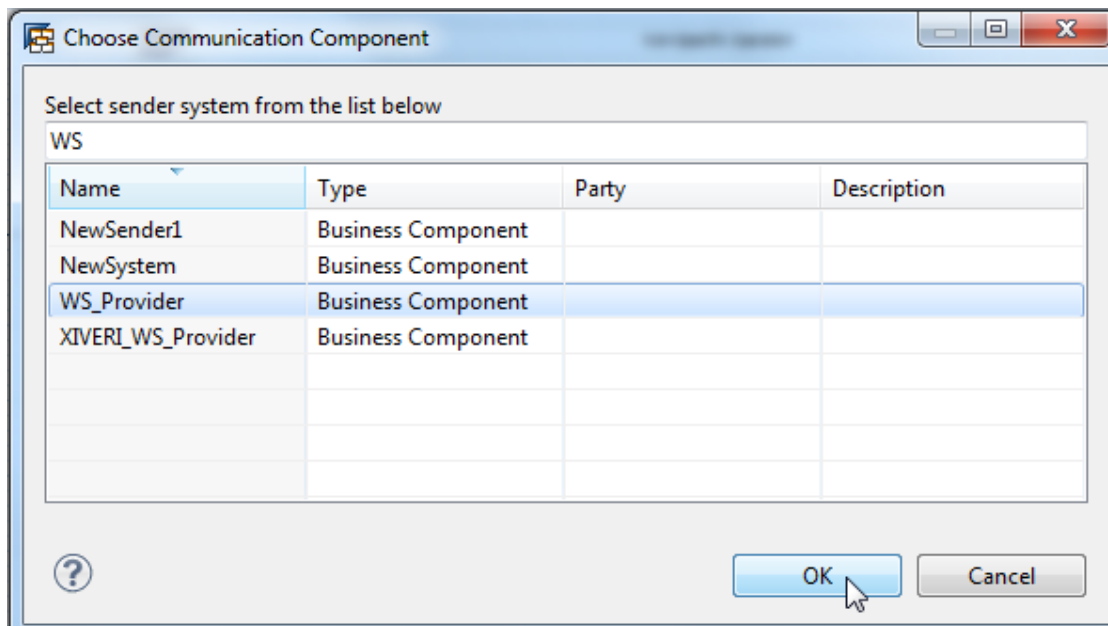 Choose Communication Component
Select sender system from the list below
WS
Name Type Party Description
NewSender1 Business Component
NewSystem Business Component
WS_Provider Business Component
XIVERI_WS_Provider Business Component
? OK Cancel